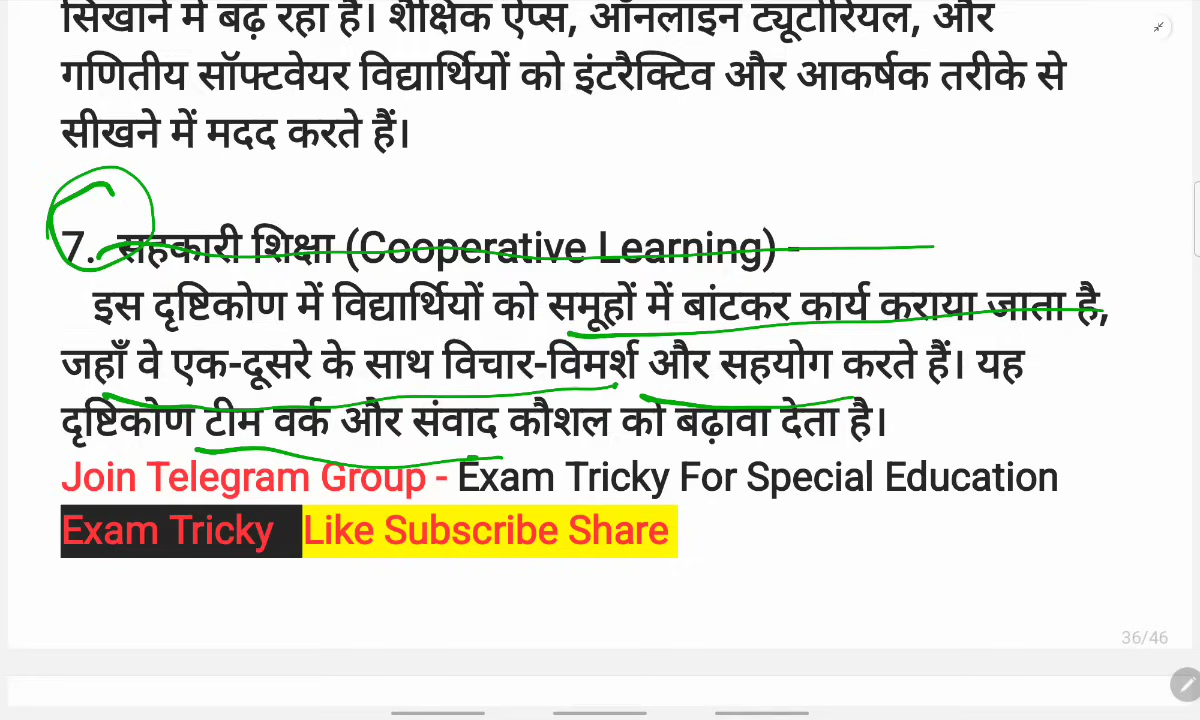 सिखाने में बढ़ रहा है। शैक्षिक ऐप्स, ऑनलाइन ट्यूटोरियल, और
गणितीय सॉफ्टवेयर विद्यार्थियों को इंटरैक्टिव और आकर्षक तरीके से
सीखने में मदद करते हैं।
7. सहकारी शिक्षा (Cooperative Learning) -
इस दृष्टिकोण में विद्यार्थियों को समूहों में बांटकर कार्य कराया जाता है,
जहाँ वे एक-दूसरे के साथ विचार-विमर्श और सहयोग करते हैं। यह
दृष्टिकोण टीम वर्क और संवाद कौशल को बढ़ावा देता है।
Join Telegram Group - Exam Tricky For Special Education
Exam Tricky Like Subscribe Share
36/46